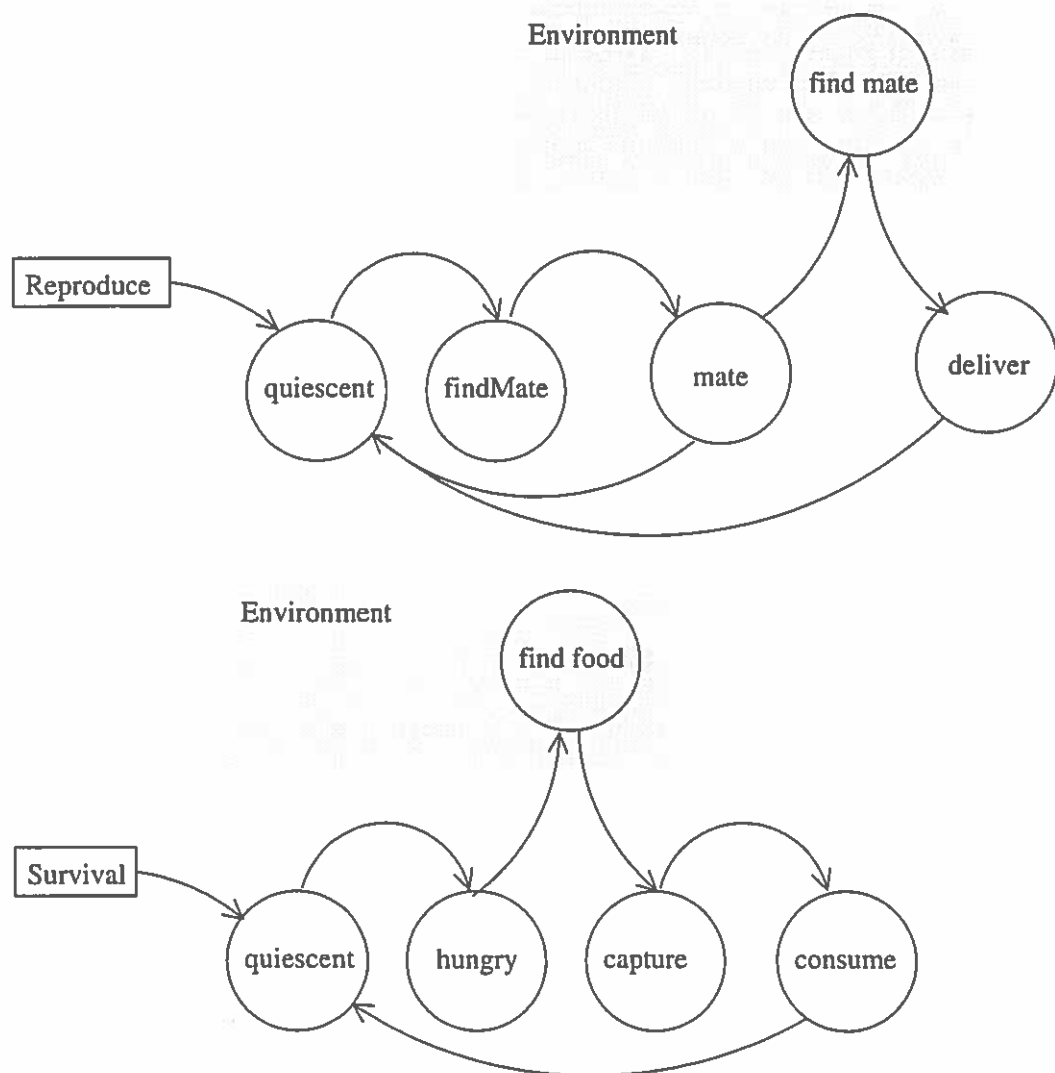 Environment
find mate
Reproduce
quiescent
findMate
mate
deliver
Environment
find food
Survival
quiescent
hungry
capture
consume